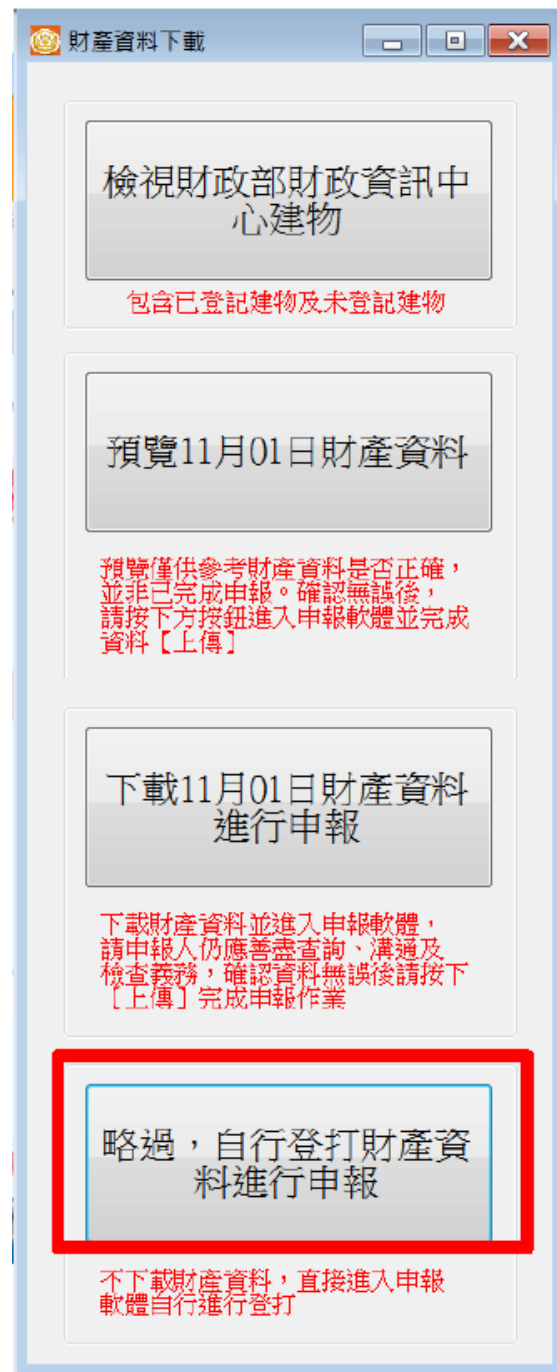 財產資料下載
檢視財政部財政資訊中
心建物
包含已登記建物及未登記建物
預覽11月01日財產資料
預覽僅供參考財產資料是否正確，
並非已完成申報。確認無誤後，
請按下方按鈕進入申報軟體並完成
資料【上傳】
下載11月01日財產資料
進行申報
下載財產資料並進入申報軟體，
請申報人仍應善盡查詢、溝通及
檢查義務，確認資料無誤後請按下
［上傳］完成申報作業
略過，自行登打財產資
料進行申報
不下載財產資料，直接進入申報
軟體自行進行登打